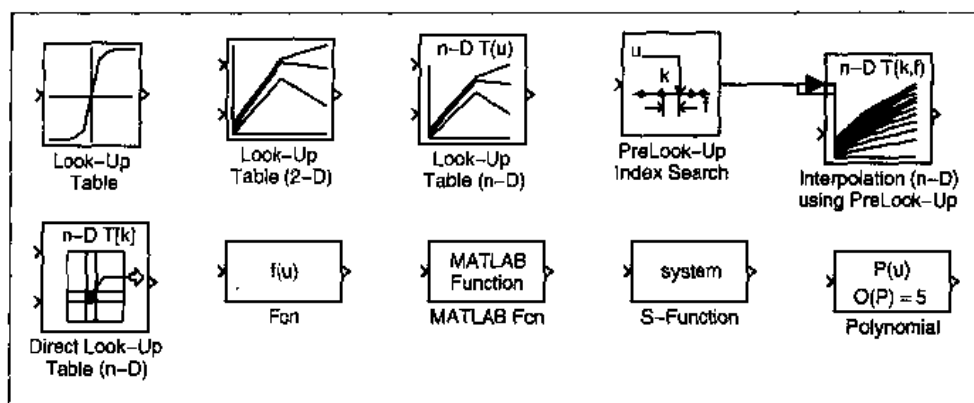 n-D T(u)
u
k
f
n-D T(k,f)
Look-Up
Table
Look-Up
Table (2-D)
Look-Up
Table (n-D)
PreLook-Up
Index Search
Interpolation (n-D)
using PreLook-Up
n-D T[k]
f(u)
MATLAB
Function
system
P(u)
O(P) = 5
Direct Look-Up
Table (n-D)
Fcn
MATLAB Fcn
S-Function
Polynomial